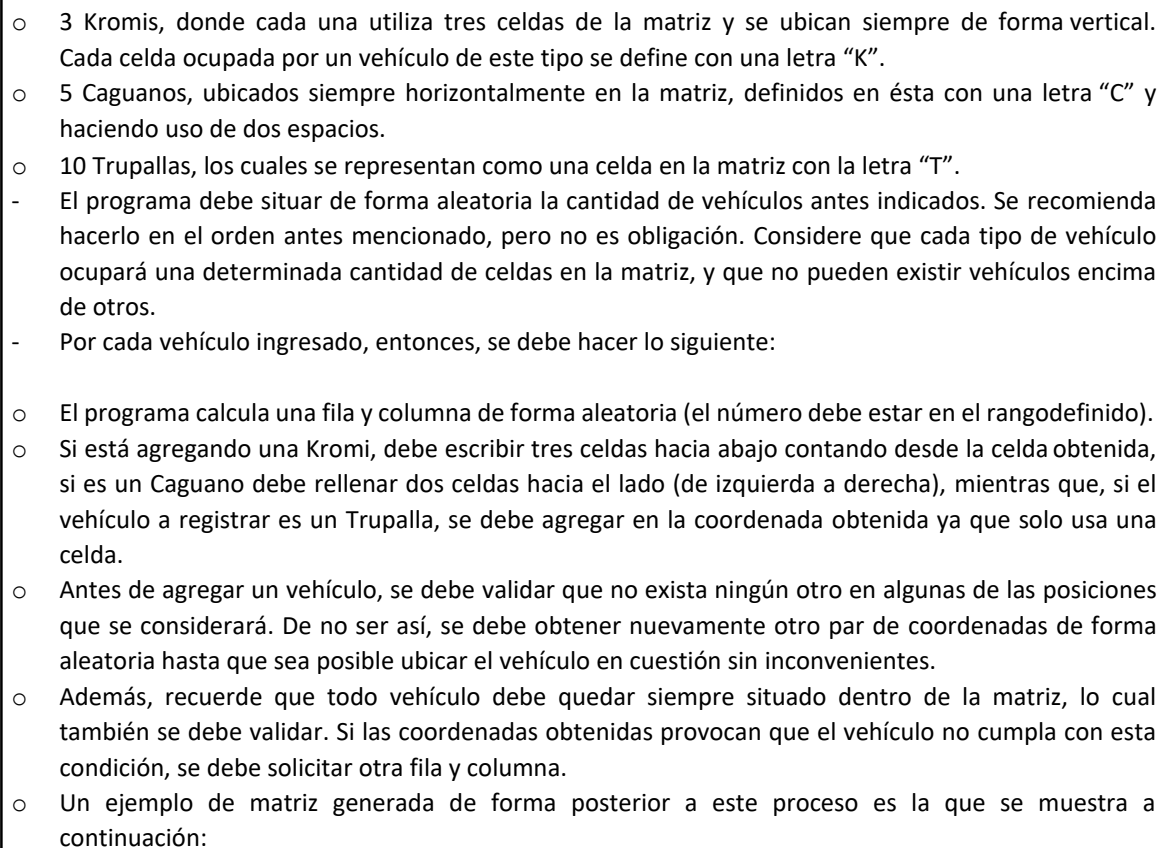 o 3 Kromis, donde cada una utiliza tres celdas de la matriz y se ubican siempre de forma vertical.
Cada celda ocupada por un vehículo de este tipo se define con una letra “K”.
o 5 Caguanos, ubicados siempre horizontalmente en la matriz, definidos en ésta con una letra “C” y
haciendo uso de dos espacios.
o 10 Trupallas, los cuales se representan como una celda en la matriz con la letra “T”.
- El programa debe situar de forma aleatoria la cantidad de vehículos antes indicados. Se recomienda
hacerlo en el orden antes mencionado, pero no es obligación. Considere que cada tipo de vehículo
ocupará una determinada cantidad de celdas en la matriz, y que no pueden existir vehículos encima
de otros.
- Por cada vehículo ingresado, entonces, se debe hacer lo siguiente:
o El programa calcula una fila y columna de forma aleatoria (el número debe estar en el rangodefinido).
o Si está agregando una Kromi, debe escribir tres celdas hacia abajo contando desde la celda obtenida,
si es un Caguano debe rellenar dos celdas hacia el lado (de izquierda a derecha), mientras que, si el
vehículo a registrar es un Trupalla, se debe agregar en la coordenada obtenida ya que solo usa una
celda.
o Antes de agregar un vehículo, se debe validar que no exista ningún otro en algunas de las posiciones
que se considerará. De no ser así, se debe obtener nuevamente otro par de coordenadas de forma
aleatoria hasta que sea posible ubicar el vehículo en cuestión sin inconvenientes.
o Además, recuerde que todo vehículo debe quedar siempre situado dentro de la matriz, lo cual
también se debe validar. Si las coordenadas obtenidas provocan que el vehículo no cumpla con esta
condición, se debe solicitar otra fila y columna.
o Un ejemplo de matriz generada de forma posterior a este proceso es la que se muestra a
continuación: